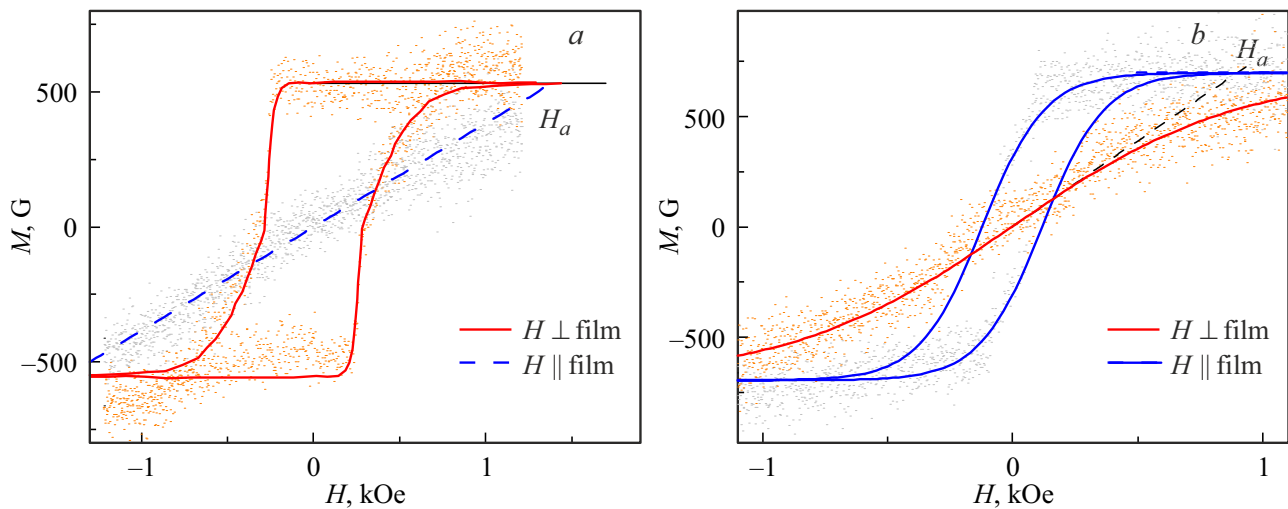 a
500
0
–500
M, G
H_a
H ⊥ film
H ∥ film
–1
0
1
H, kOe
b
500
0
–500
M, G
H_a
H ⊥ film
H ∥ film
–1
0
1
H, kOe